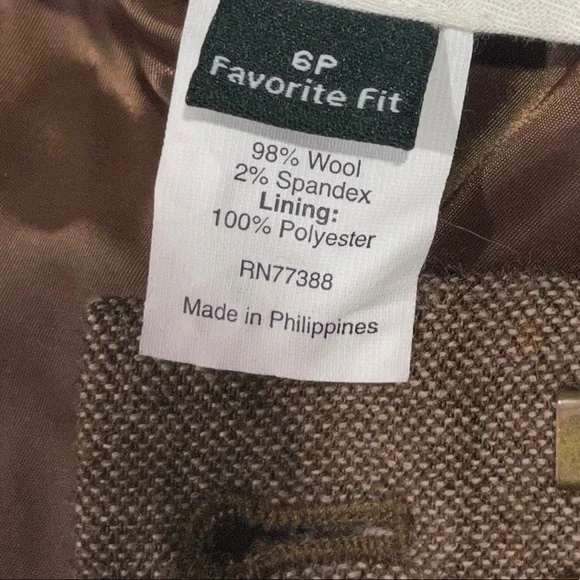 6P
Favorite Fit
98% Wool
2% Spandex
Lining:
100% Polyester
RN77388
Made in Philippines